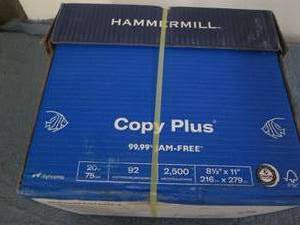 HAMMERMILL
Copy Plus®
99.99% JAM-FREE
20 92 2,500 8½" x 11"
75 216 x 279